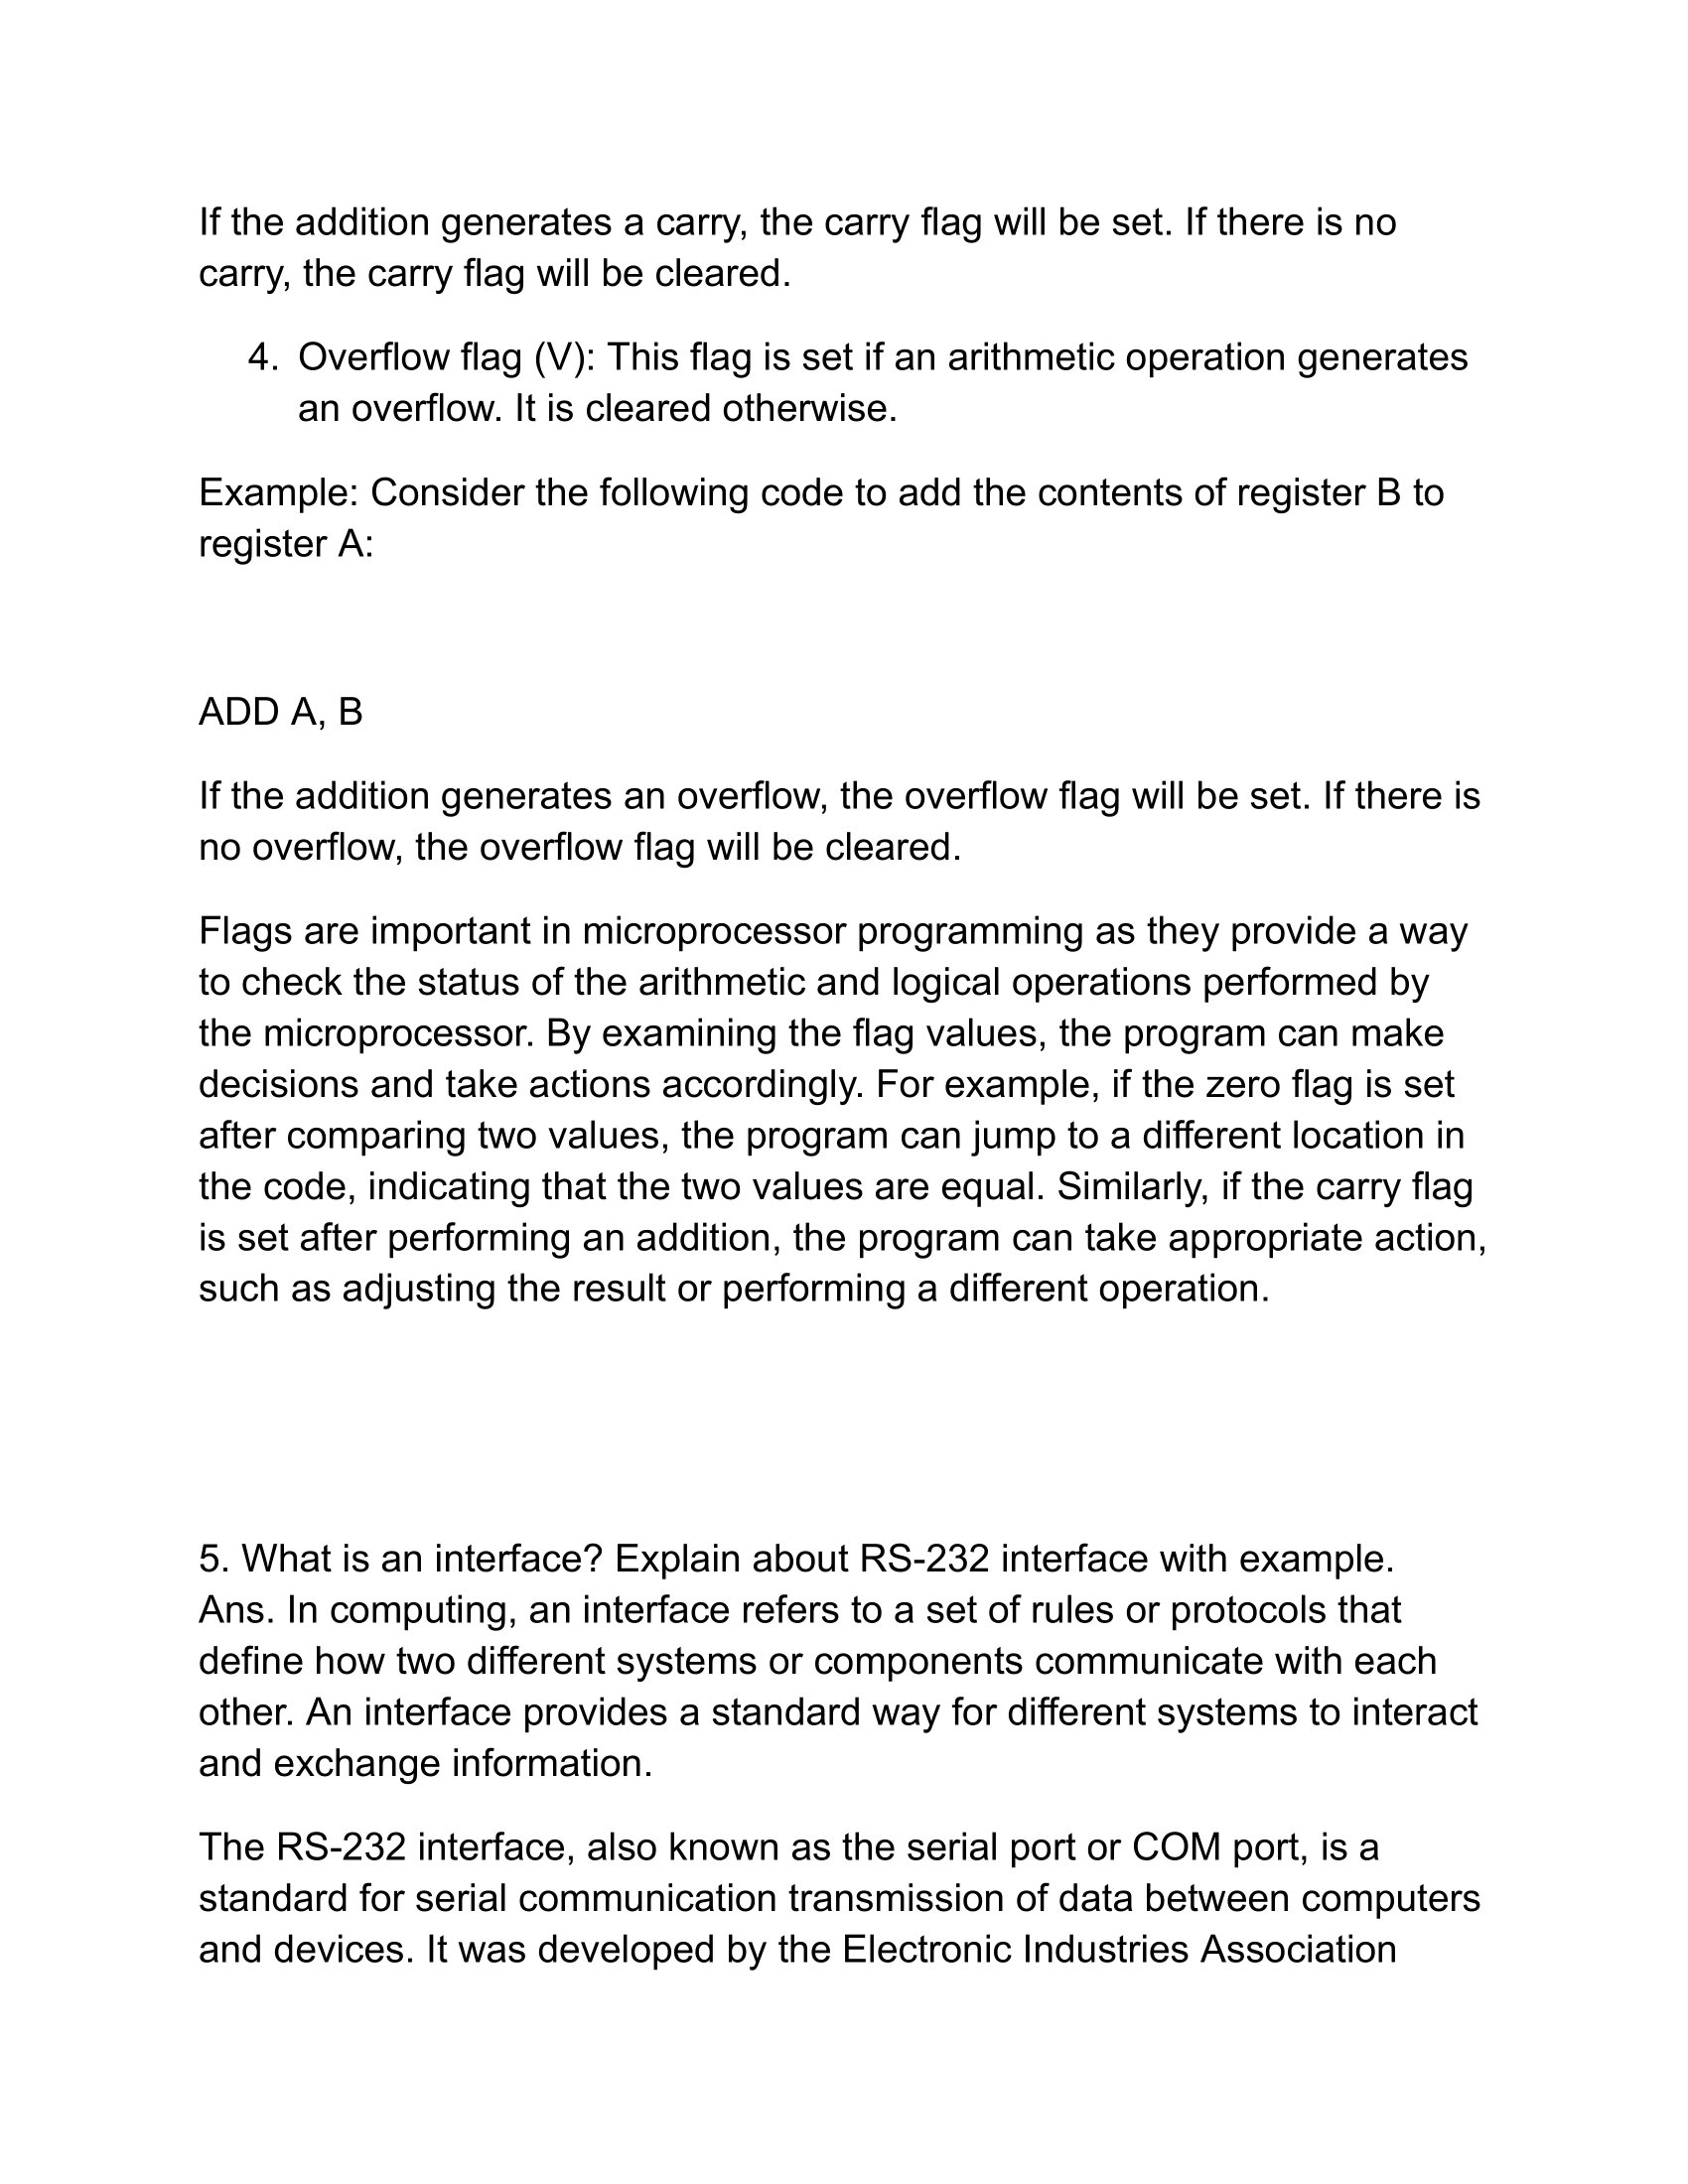 If the addition generates a carry, the carry flag will be set. If there is no
carry, the carry flag will be cleared.
4. Overflow flag (V): This flag is set if an arithmetic operation generates
an overflow. It is cleared otherwise.
Example: Consider the following code to add the contents of register B to
register A:
ADD A, B
If the addition generates an overflow, the overflow flag will be set. If there is
no overflow, the overflow flag will be cleared.
Flags are important in microprocessor programming as they provide a way
to check the status of the arithmetic and logical operations performed by
the microprocessor. By examining the flag values, the program can make
decisions and take actions accordingly. For example, if the zero flag is set
after comparing two values, the program can jump to a different location in
the code, indicating that the two values are equal. Similarly, if the carry flag
is set after performing an addition, the program can take appropriate action,
such as adjusting the result or performing a different operation.
5. What is an interface? Explain about RS-232 interface with example.
Ans. In computing, an interface refers to a set of rules or protocols that
define how two different systems or components communicate with each
other. An interface provides a standard way for different systems to interact
and exchange information.
The RS-232 interface, also known as the serial port or COM port, is a
standard for serial communication transmission of data between computers
and devices. It was developed by the Electronic Industries Association